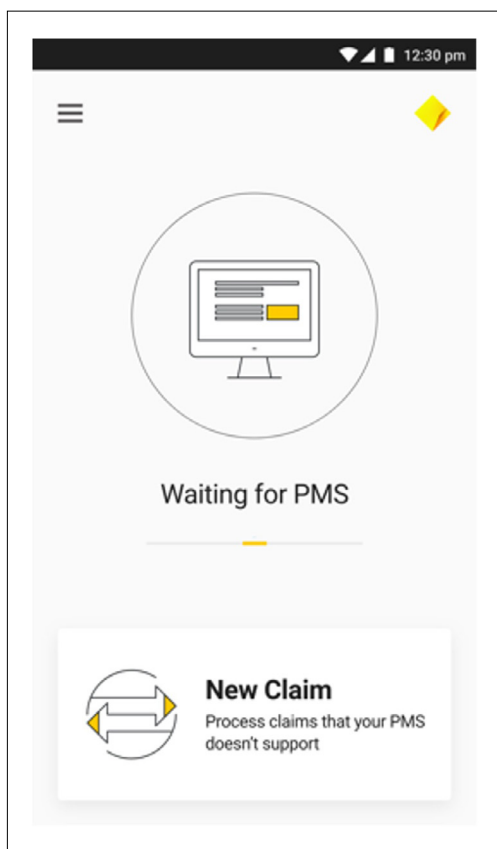 12:30 pm
Waiting for PMS
New Claim
Process claims that your PMS
doesn't support